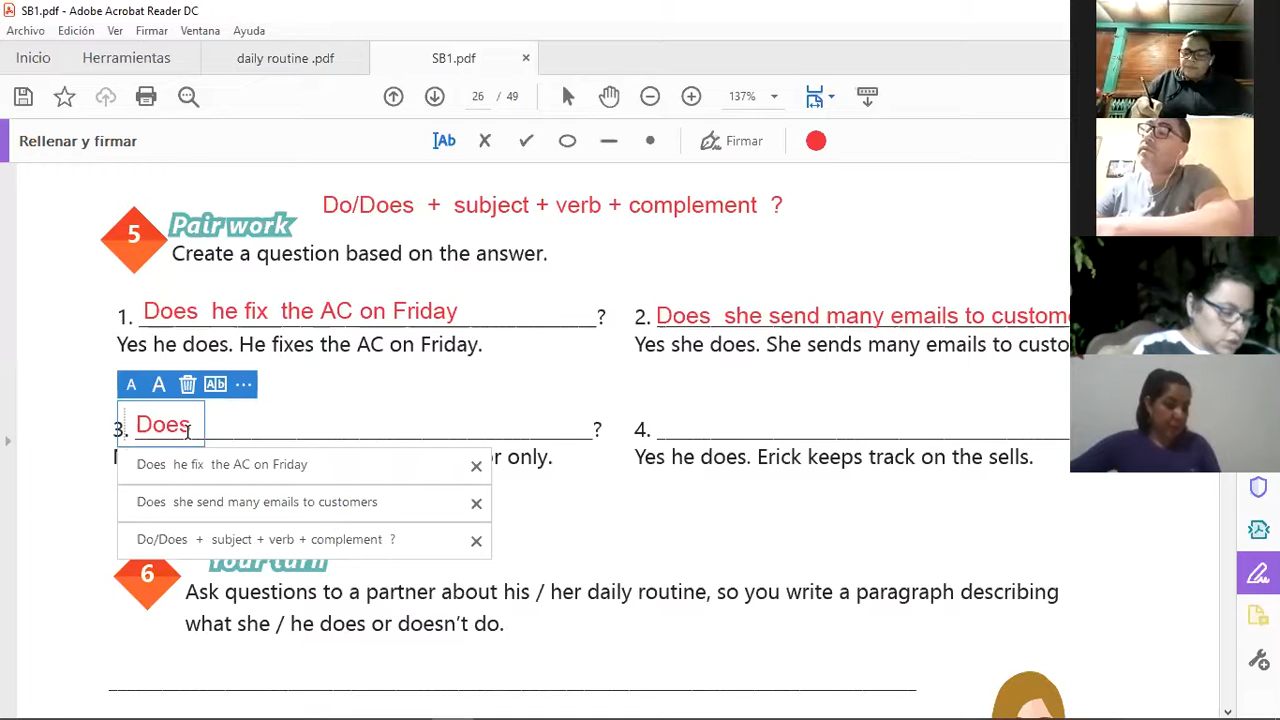 SB1.pdf - Adobe Acrobat Reader DC
Archivo Edición Ver Firmar Ventana Ayuda
Inicio Herramientas daily routine .pdf SB1.pdf ×
26 / 49 137%
Rellenar y firmar Ab Firmar
Do/Does + subject + verb + complement ?
5 Pair work
Create a question based on the answer.
1. Does he fix the AC on Friday ?
Yes he does. He fixes the AC on Friday.
2. Does she send many emails to
Yes she does. She sends many emails to
A A Ab ...
3. Does ?
only.
4.
Yes he does. Erick keeps track on the sells.
Does he fix the AC on Friday
Does she send many emails to customers
Do/Does + subject + verb + complement ?
6 Your turn
Ask questions to a partner about his / her daily routine, so you write a paragraph describing
what she / he does or doesn't do.